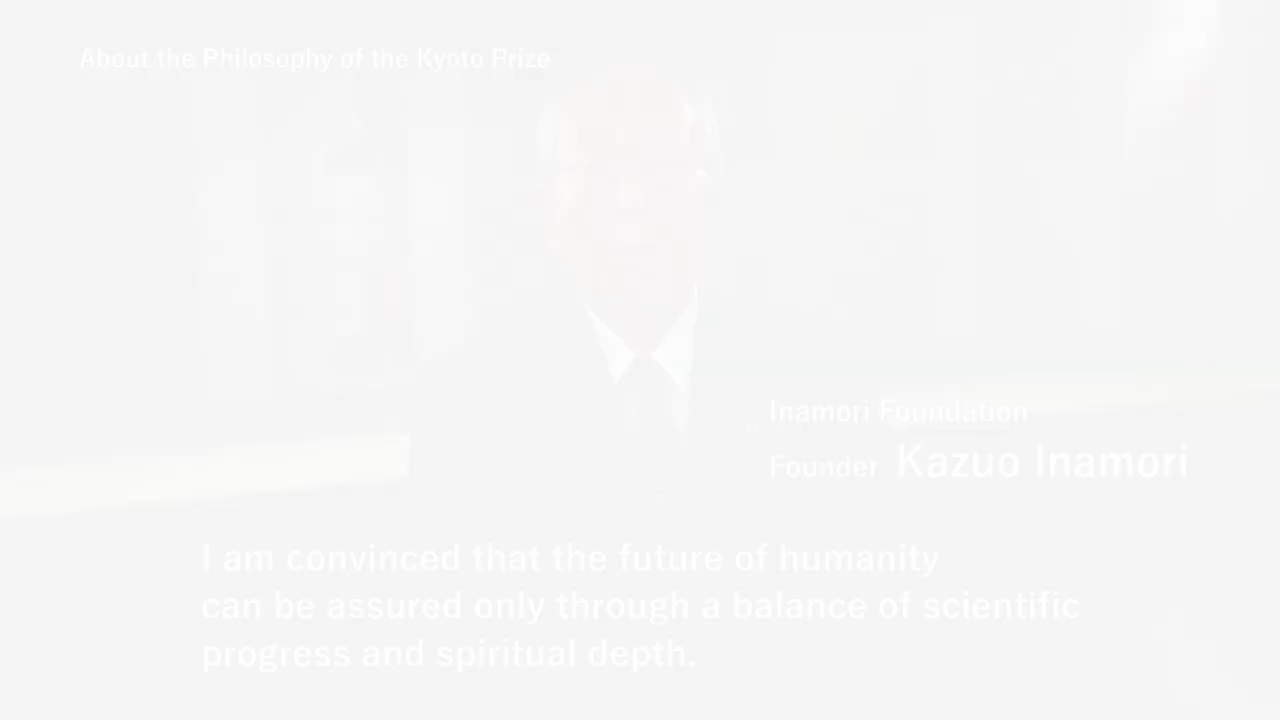 About the Philosophy of the Kyoto Prize
Inamori Foundation
Founder Kazuo Inamori
I am convinced that the future of humanity
can be assured only through a balance of scientific
progress and spiritual depth.